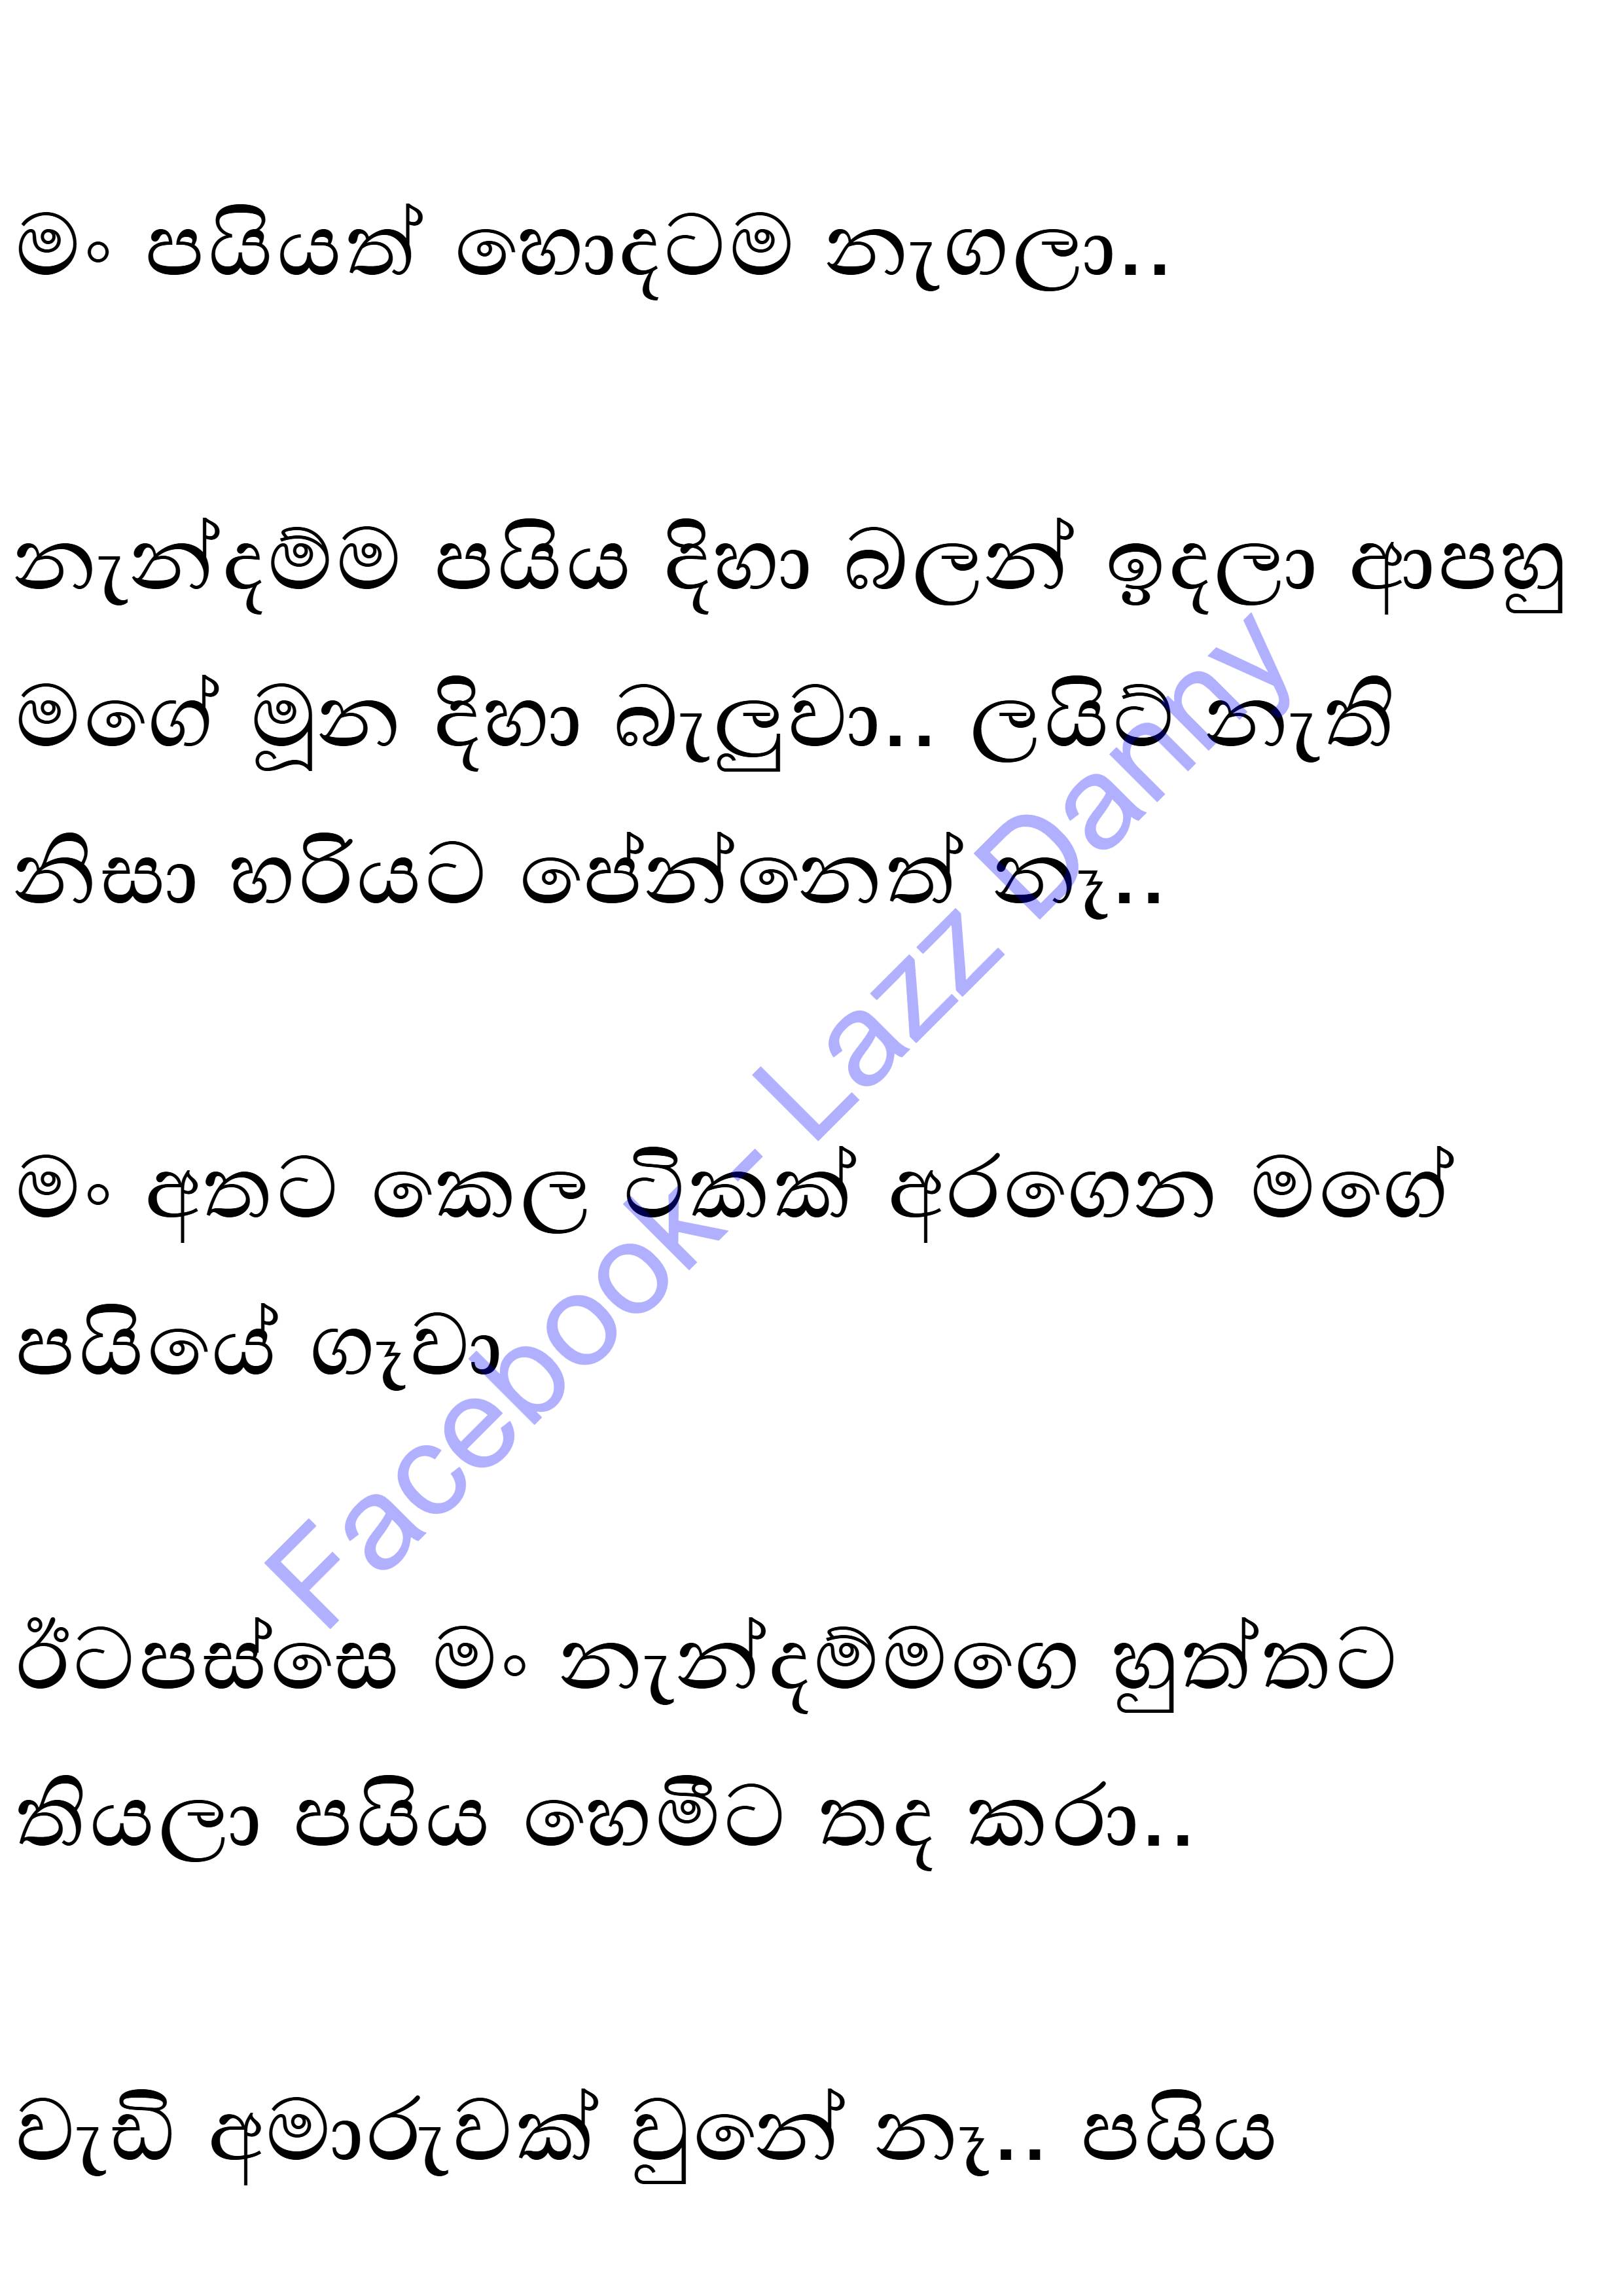 මං පයියත් හොදටම නැගලා..
නැන්දම්ම පයිය දිහා බලන් ඉදලා ආපහු
මගේ මූන දිහා බැලුවා.. ලයිට් නැති
නිසා හරියට පේන්නෙත් නෑ..
මං අතට කෙල ටිකක් අරගෙන මගේ
පයියේ ගෑවා
ඊටපස්සෙ මං නැන්දම්මගෙ හුත්තට
තියලා පයිය හෙමීට තද කරා..
වැඩි අමාරුවක් වුනේ නෑ.. පයිය
Facebook- Lazz Danny